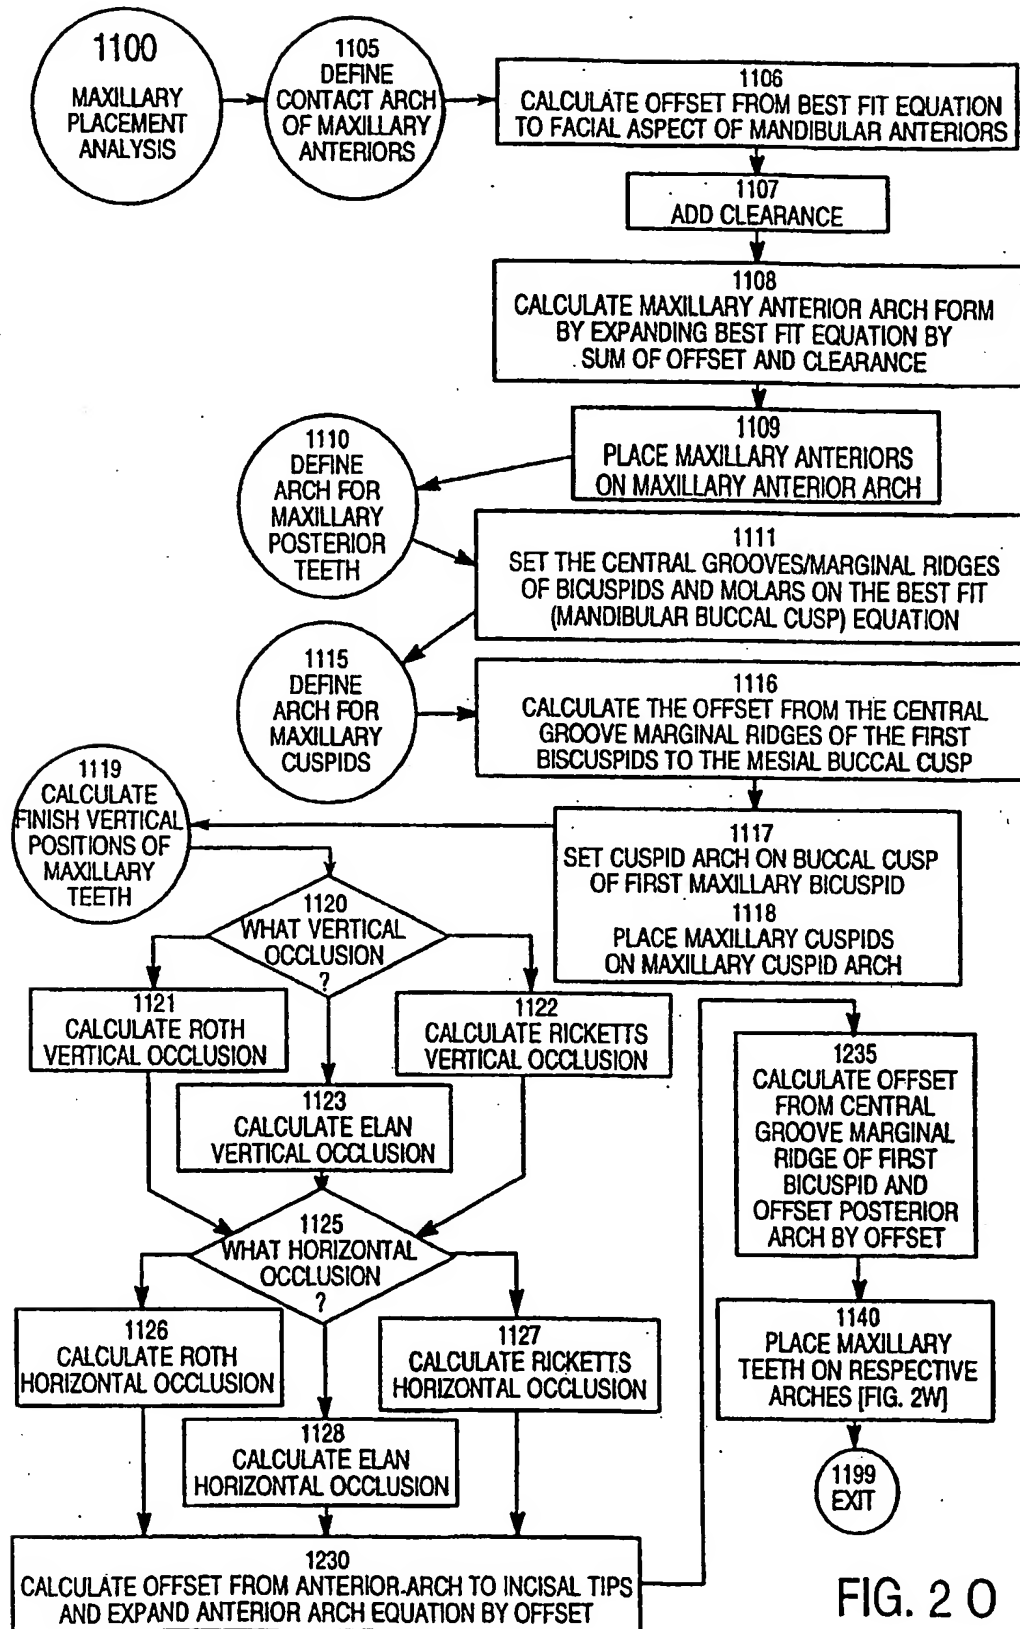 1100
MAXILLARY
PLACEMENT
ANALYSIS
1105
DEFINE
CONTACT ARCH
OF MAXILLARY
ANTERIORS
1106
CALCULATE OFFSET FROM BEST FIT EQUATION
TO FACIAL ASPECT OF MANDIBULAR ANTERIORS
1107
ADD CLEARANCE
1108
CALCULATE MAXILLARY ANTERIOR ARCH FORM
BY EXPANDING BEST FIT EQUATION BY
SUM OF OFFSET AND CLEARANCE
1109
PLACE MAXILLARY ANTERIORS
ON MAXILLARY ANTERIOR ARCH
1110
DEFINE
ARCH FOR
MAXILLARY
POSTERIOR
TEETH
1111
SET THE CENTRAL GROOVES/MARGINAL RIDGES
OF BICUSPIDS AND MOLARS ON THE BEST FIT
(MANDIBULAR BUCCAL CUSP) EQUATION
1115
DEFINE
ARCH FOR
MAXILLARY
CUSPIDS
1116
CALCULATE THE OFFSET FROM THE CENTRAL
GROOVE MARGINAL RIDGES OF THE FIRST
BISCUSPIDS TO THE MESIAL BUCCAL CUSP
1117
SET CUSPID ARCH ON BUCCAL CUSP
OF FIRST MAXILLARY BICUSPID
1118
PLACE MAXILLARY CUSPIDS
ON MAXILLARY CUSPID ARCH
1119
CALCULATE
FINISH VERTICAL
POSITIONS OF
MAXILLARY
TEETH
1120
WHAT VERTICAL
OCCLUSION
?
1121
CALCULATE ROTH
VERTICAL OCCLUSION
1122
CALCULATE RICKETTS
VERTICAL OCCLUSION
1123
CALCULATE ELAN
VERTICAL OCCLUSION
1125
WHAT HORIZONTAL
OCCLUSION
?
1126
CALCULATE ROTH
HORIZONTAL OCCLUSION
1127
CALCULATE RICKETTS
HORIZONTAL OCCLUSION
1128
CALCULATE ELAN
HORIZONTAL OCCLUSION
1230
CALCULATE OFFSET FROM ANTERIOR-ARCH TO INCISAL TIPS
AND EXPAND ANTERIOR ARCH EQUATION BY OFFSET
1235
CALCULATE OFFSET
FROM CENTRAL
GROOVE MARGINAL
RIDGE OF FIRST
BICUSPID AND
OFFSET POSTERIOR
ARCH BY OFFSET
1140
PLACE MAXILLARY
TEETH ON RESPECTIVE
ARCHES [FIG. 2W]
1199
EXIT
FIG. 2 O